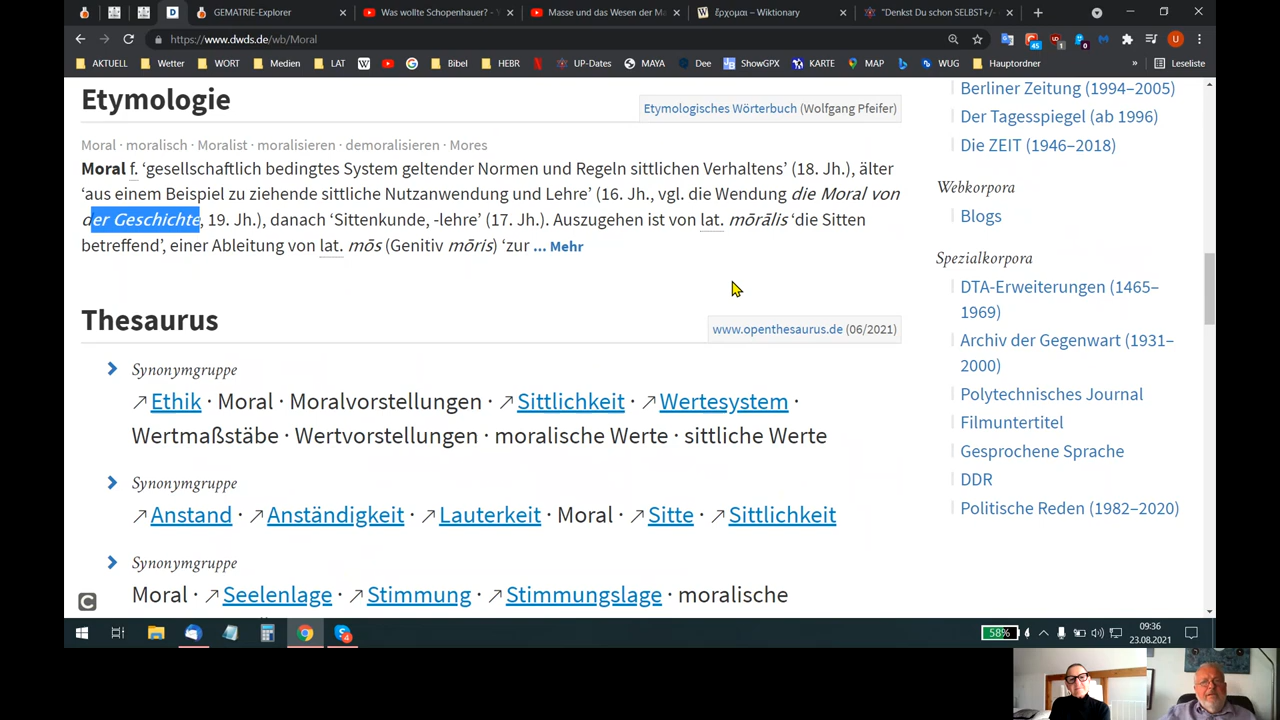 GEMATRIE-Explorer
Was wollte Schopenhauer? - Y
Masse und das Wesen der Ma
ἔρχομαι – Wiktionary
"Denkst Du schon SELBST+/-
https://www.dwds.de/wb/Moral
AKTUELL Wetter WORT Medien LAT Bibel HEBR UP-Dates MAYA Dee ShowGPX KARTE MAP WUG Hauptordner » Leseliste
Etymologie
Etymologisches Wörterbuch (Wolfgang Pfeifer)
Moral · moralisch · Moralist · moralisieren · demoralisieren · Mores
Moral f. ‘gesellschaftlich bedingtes System geltender Normen und Regeln sittlichen Verhaltens’ (18. Jh.), älter
‘aus einem Beispiel zu ziehende sittliche Nutzanwendung und Lehre’ (16. Jh., vgl. die Wendung die Moral von
der Geschichte, 19. Jh.), danach ‘Sittenkunde, -lehre’ (17. Jh.). Auszugehen ist von lat. mōrālis ‘die Sitten
betreffend’, einer Ableitung von lat. mōs (Genitiv mōris) ‘zur ... Mehr
Thesaurus
www.openthesaurus.de (06/2021)
Synonymgruppe
↗ Ethik · Moral · Moralvorstellungen · ↗ Sittlichkeit · ↗ Wertesystem ·
Wertmaßstäbe · Wertvorstellungen · moralische Werte · sittliche Werte
Synonymgruppe
↗ Anstand · ↗ Anständigkeit · ↗ Lauterkeit · Moral · ↗ Sitte · ↗ Sittlichkeit
Synonymgruppe
Moral · ↗ Seelenlage · ↗ Stimmung · ↗ Stimmungslage · moralische
Berliner Zeitung (1994–2005)
Der Tagesspiegel (ab 1996)
Die ZEIT (1946–2018)
Webkorpora
Blogs
Spezialkorpora
DTA-Erweiterungen (1465–
1969)
Archiv der Gegenwart (1931–
2000)
Polytechnisches Journal
Filmuntertitel
Gesprochene Sprache
DDR
Politische Reden (1982–2020)
58%
09:36
23.08.2021